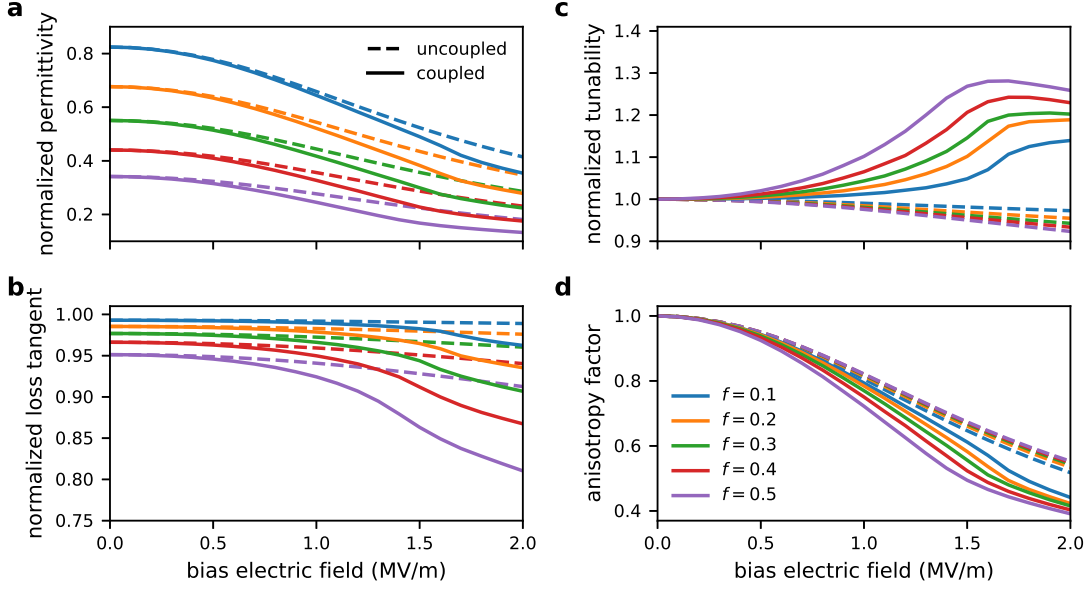 a
normalized permittivity
0.8
0.6
0.4
0.2
uncoupled
coupled
c
normalized tunability
1.4
1.3
1.2
1.1
1.0
0.9
b
normalized loss tangent
1.00
0.95
0.90
0.85
0.80
0.75
0.0
0.5
1.0
1.5
2.0
bias electric field (MV/m)
d
anisotropy factor
1.0
0.8
0.6
0.4
f = 0.1
f = 0.2
f = 0.3
f = 0.4
f = 0.5
0.0
0.5
1.0
1.5
2.0
bias electric field (MV/m)